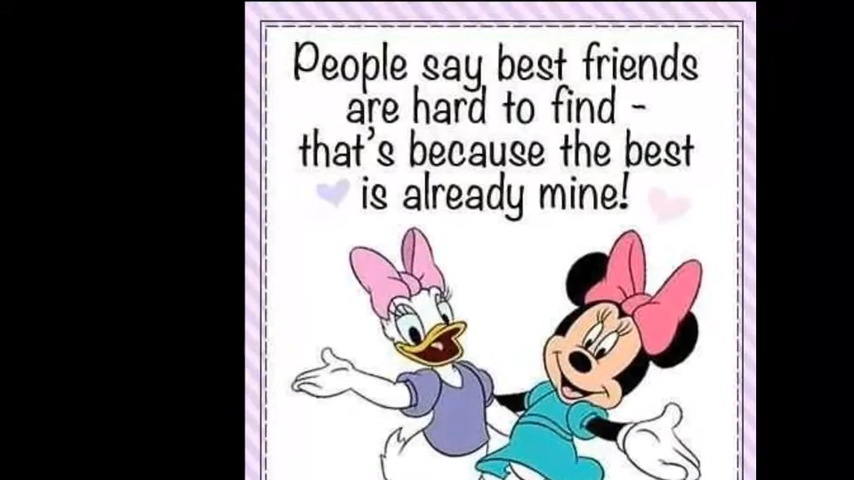 People say best friends
are hard to find -
that's because the best
is already mine!